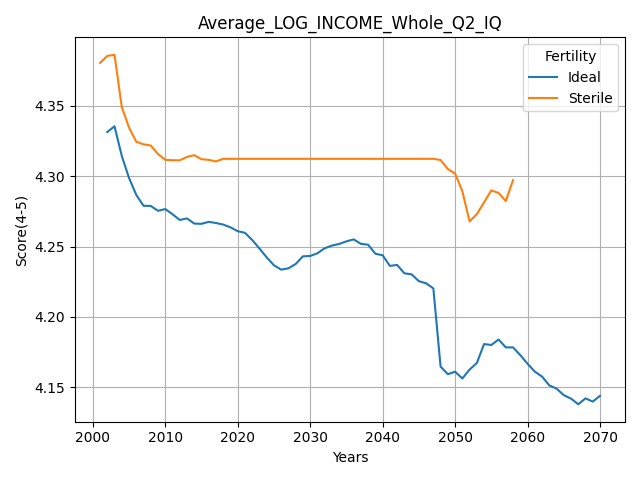 Average_LOG_INCOME_Whole_Q2_IQ
Fertility
Ideal
Sterile
4.35
4.30
4.25
4.20
4.15
Score(4-5)
2000 2010 2020 2030 2040 2050 2060 2070
Years